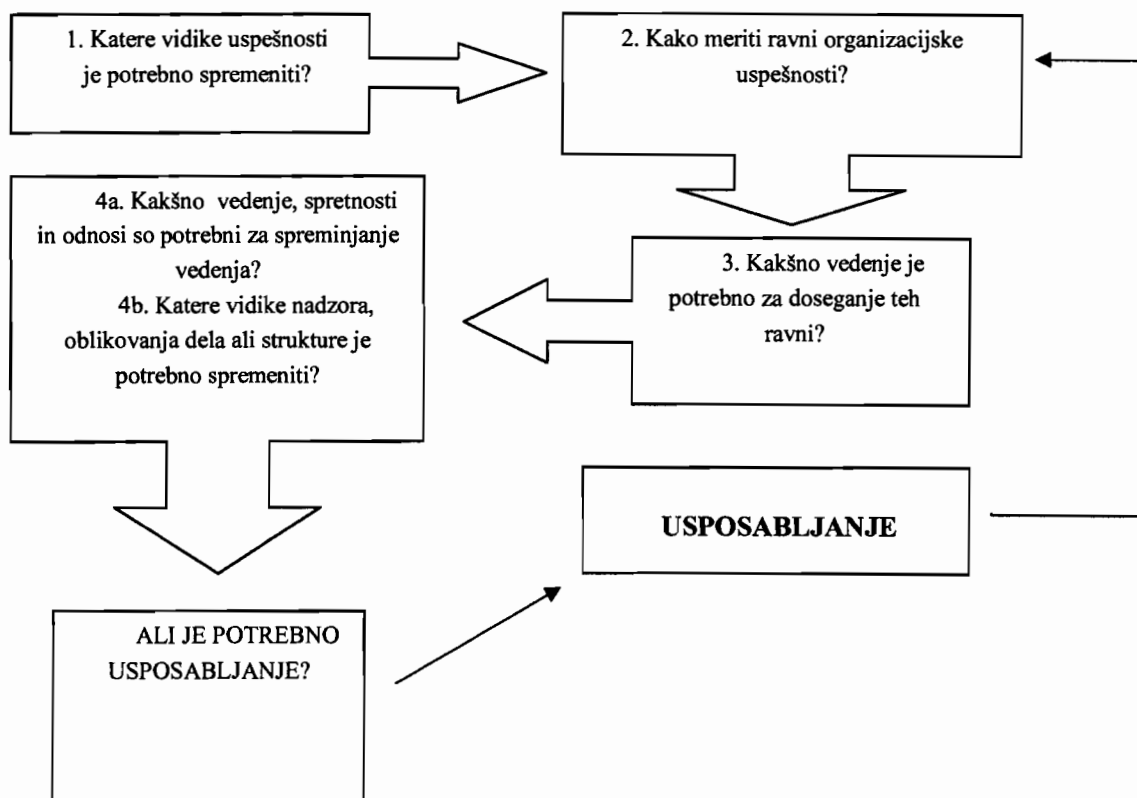 1. Katere vidike uspešnosti
je potrebno spremeniti?
2. Kako meriti ravni organizacijske
uspešnosti?
3. Kakšno vedenje je
potrebno za doseganje teh
ravni?
4a. Kakšno vedenje, spretnosti
in odnosi so potrebni za spreminjanje
vedenja?
4b. Katere vidike nadzora,
oblikovanja dela ali strukture je
potrebno spremeniti?
ALI JE POTREBNO
USPOSABLJANJE?
USPOSABLJANJE